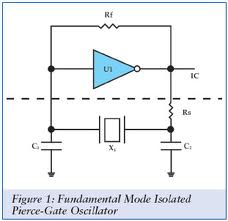 Rf
U1
IC
Rs
C₁
X₁
C₂
Figure 1: Fundamental Mode Isolated
Pierce-Gate Oscillator